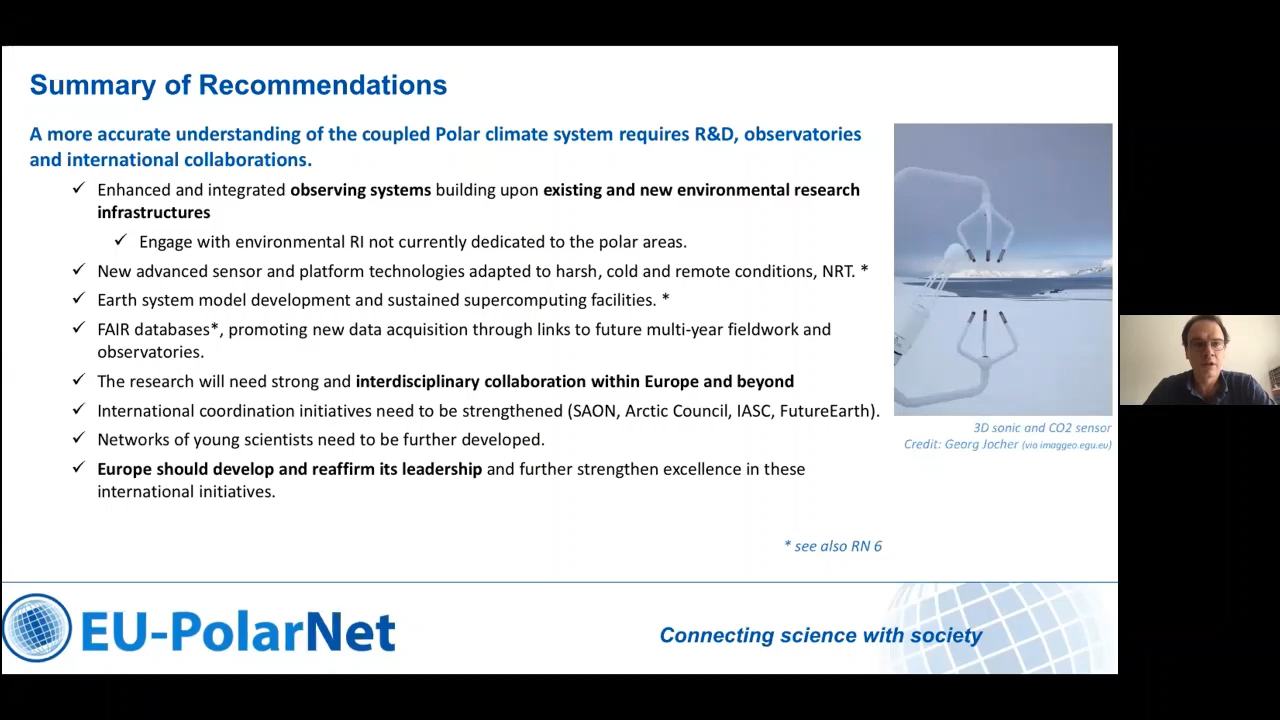 Summary of Recommendations
A more accurate understanding of the coupled Polar climate system requires R&D, observatories
and international collaborations.
✓ Enhanced and integrated observing systems building upon existing and new environmental research
infrastructures
✓ Engage with environmental RI not currently dedicated to the polar areas.
✓ New advanced sensor and platform technologies adapted to harsh, cold and remote conditions, NRT. *
✓ Earth system model development and sustained supercomputing facilities. *
✓ FAIR databases*, promoting new data acquisition through links to future multi-year fieldwork and
observatories.
✓ The research will need strong and interdisciplinary collaboration within Europe and beyond
✓ International coordination initiatives need to be strengthened (SAON, Arctic Council, IASC, FutureEarth).
✓ Networks of young scientists need to be further developed.
✓ Europe should develop and reaffirm its leadership and further strengthen excellence in these
international initiatives.
3D sonic and CO2 sensor
Credit: Georg Jocher (via imaggeo.egu.eu)
* see also RN 6
EU-PolarNet
Connecting science with society